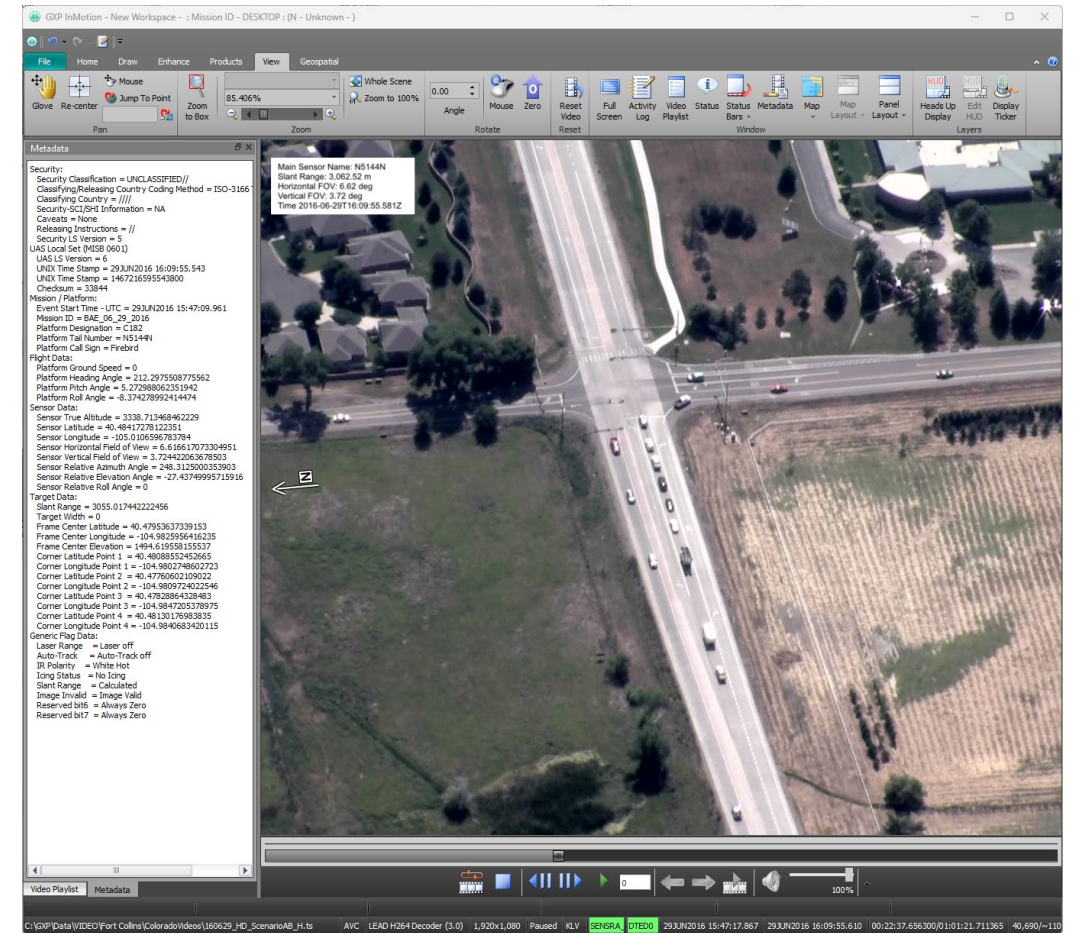 GXP InMotion - New Workspace - : Mission ID - DESKTOP : (N - Unknown - )
File Home Draw Enhance Products View Geospatial
Glove Re-center Mouse Jump To Point
Pan
Zoom to Box 85.406% Whole Scene Zoom to 100%
Zoom
0.00 Angle Mouse Zero
Rotate
Reset Video
Reset
Full Screen Activity Log Video Playlist Status Status Bars Metadata Map Map Layout Panel Layout
Window
Heads Up Display Edit HUD Display Ticker
Layers
Metadata
Security:
Security Classification = UNCLASSIFIED//
Classifying/Releasing Country Coding Method = ISO-3166
Classifying Country = ////
Security-SCI/SHI Information = NA
Caveats = None
Releasing Instructions = //
Security LS Version = 5
UAS Local Set (MISB 0601)
UAS LS Version = 6
UNIX Time Stamp = 29JUN2016 16:09:55.543
UNIX Time Stamp = 1467216595543800
Checksum = 33844
Mission / Platform:
Event Start Time - UTC = 29JUN2016 15:47:09.961
Mission ID = BAE_06_29_2016
Platform Designation = C182
Platform Tail Number = N5144N
Platform Call Sign = Firebird
Flight Data:
Platform Ground Speed = 0
Platform Heading Angle = 212.2975508775562
Platform Pitch Angle = 5.272988062351942
Platform Roll Angle = -8.374278992414474
Sensor Data:
Sensor True Altitude = 3338.713468462229
Sensor Latitude = 40.48417278122351
Sensor Longitude = -105.0106596783784
Sensor Horizontal Field of View = 6.616617073304951
Sensor Vertical Field of View = 3.724422063678503
Sensor Relative Azimuth Angle = 248.3125000353903
Sensor Relative Elevation Angle = -27.43749995715916
Sensor Relative Roll Angle = 0
Target Data:
Slant Range = 3055.017442222456
Target Width = 0
Frame Center Latitude = 40.47953637339153
Frame Center Longitude = -104.9825956416235
Frame Center Elevation = 1494.619558155537
Corner Latitude Point 1 = 40.48088552452665
Corner Longitude Point 1 = -104.9802748602723
Corner Latitude Point 2 = 40.47760602109022
Corner Longitude Point 2 = -104.9809724022546
Corner Latitude Point 3 = 40.47828864328483
Corner Longitude Point 3 = -104.9847205378975
Corner Latitude Point 4 = 40.48130176983835
Corner Longitude Point 4 = -104.9840683420115
Generic Flag Data:
Laser Range = Laser off
Auto-Track = Auto-Track off
IR Polarity = White Hot
Icing Status = No Icing
Slant Range = Calculated
Image Invalid = Image Valid
Reserved bit6 = Always Zero
Reserved bit7 = Always Zero
Video Playlist Metadata
Main Sensor Name: N5144N
Slant Range: 3,062.52 m
Horizontal FOV: 6.62 deg
Vertical FOV: 3.72 deg
Time 2016-06-29T16:09:55.581Z
N
0 100%
C:\GXP\Data\VIDEO\Fort Collins\ColoradoVideos\160629_HD_ScenarioAB_H.ts AVC LEAD H264 Decoder (3.0) 1,920x1,080 Paused KLV SENSRA_ DTED0 29JUN2016 15:47:17.867 29JUN2016 16:09:55.610 00:22:37.656300/01:01:21.711365 40,690/~110